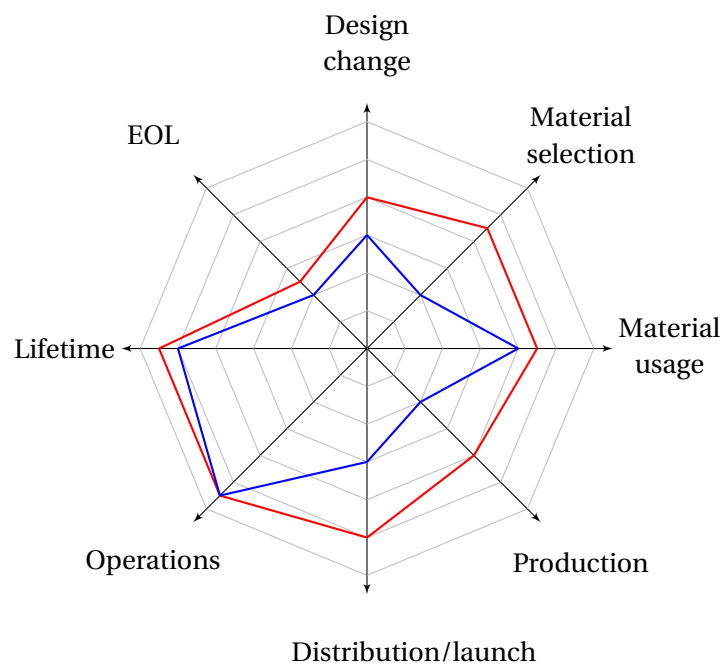 Design
change
Material
selection
EOL
Material
usage
Lifetime
Operations
Production
Distribution/launch